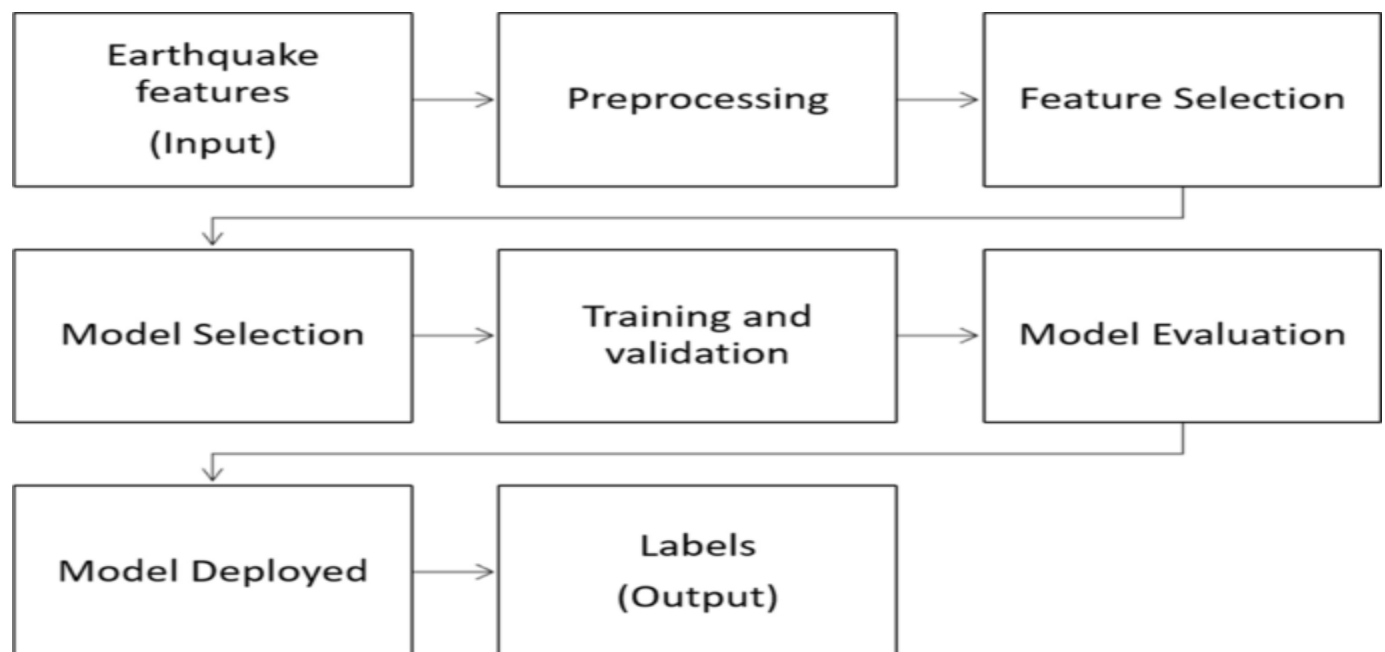 Earthquake
features
(Input)
Preprocessing
Feature Selection
Model Selection
Training and
validation
Model Evaluation
Model Deployed
Labels
(Output)